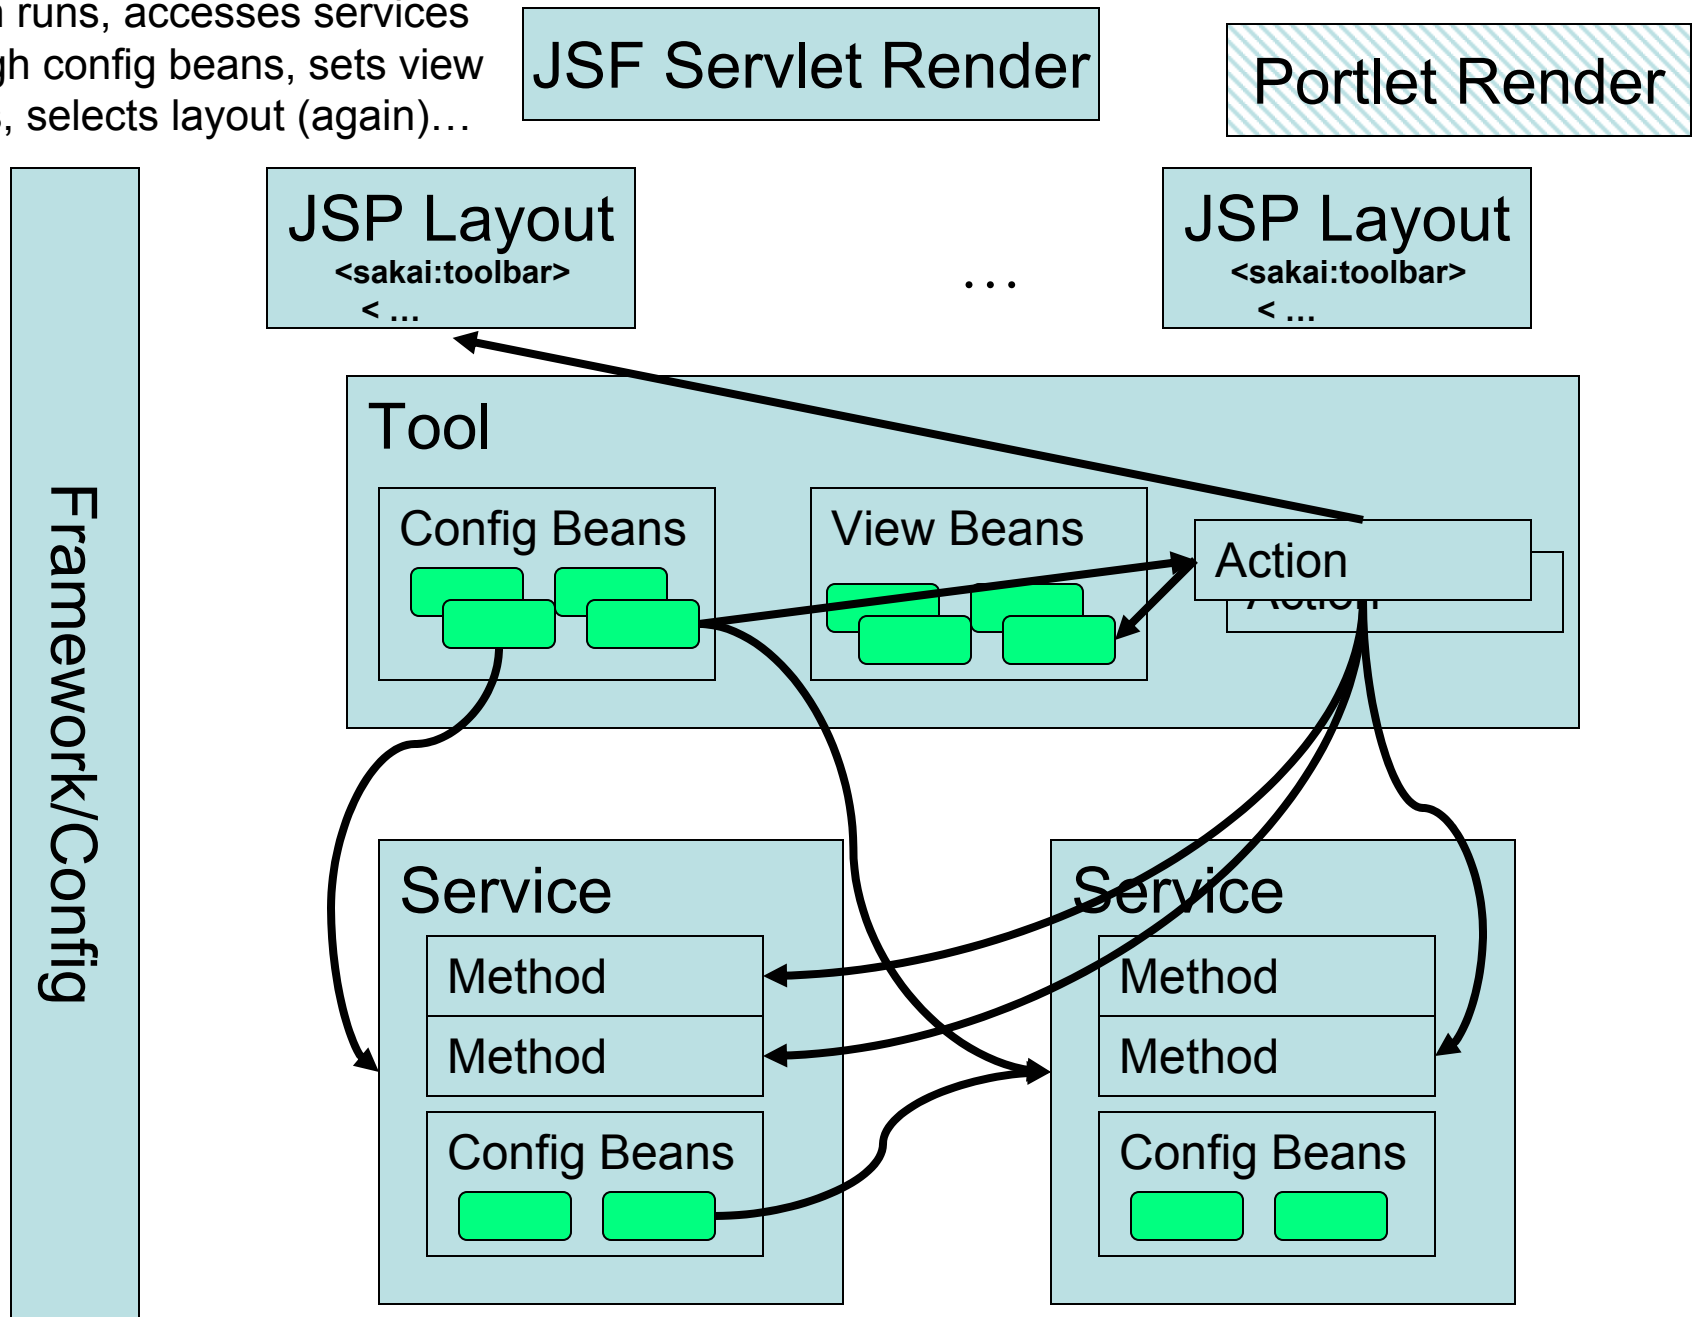 runs, accesses services
config beans, sets view
, selects layout (again)…
JSF Servlet Render
Portlet Render
JSP Layout
<sakai:toolbar>
< …
…
JSP Layout
<sakai:toolbar>
< …
Framework/Config
Tool
Config Beans
View Beans
Action
Action
Service
Method
Method
Config Beans
Service
Method
Method
Config Beans